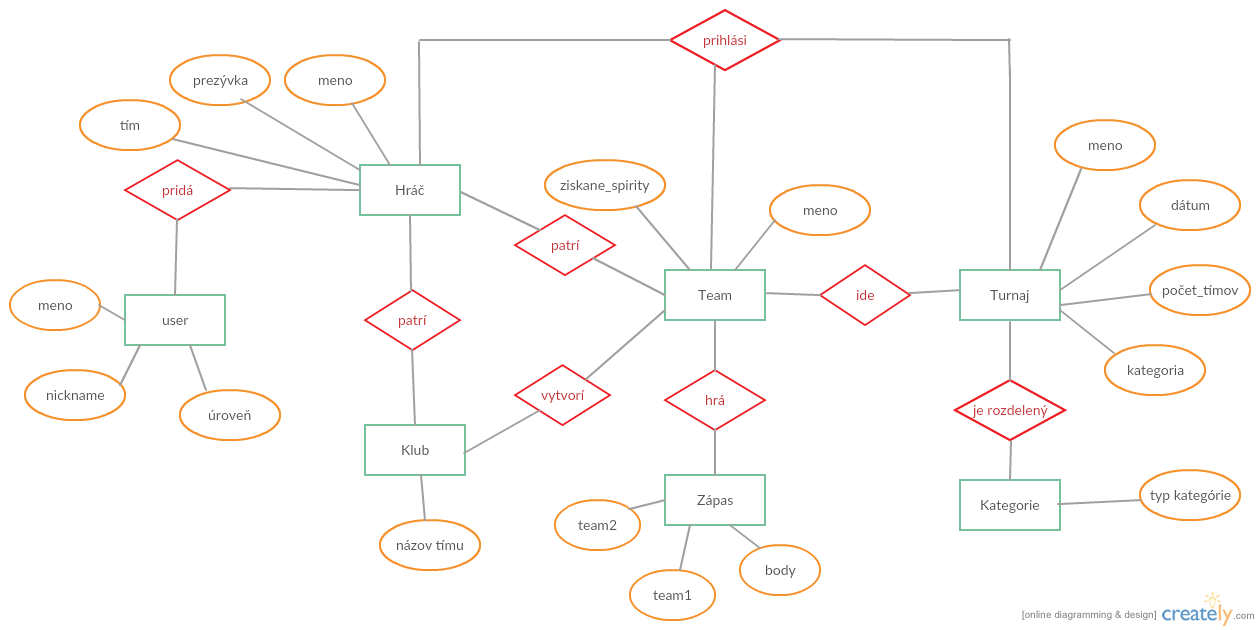 prihlási
prezývka
meno
tím
meno
pridá
Hráč
ziskane_spirity
meno
dátum
patrí
meno
user
patrí
Team
ide
Turnaj
počet_tímov
nickname
úroveň
vytvorí
hrá
je rozdelený
kategoria
Klub
Zápas
Kategorie
typ kategórie
názov tímu
team2
team1
body
[online diagramming & design] creately.com